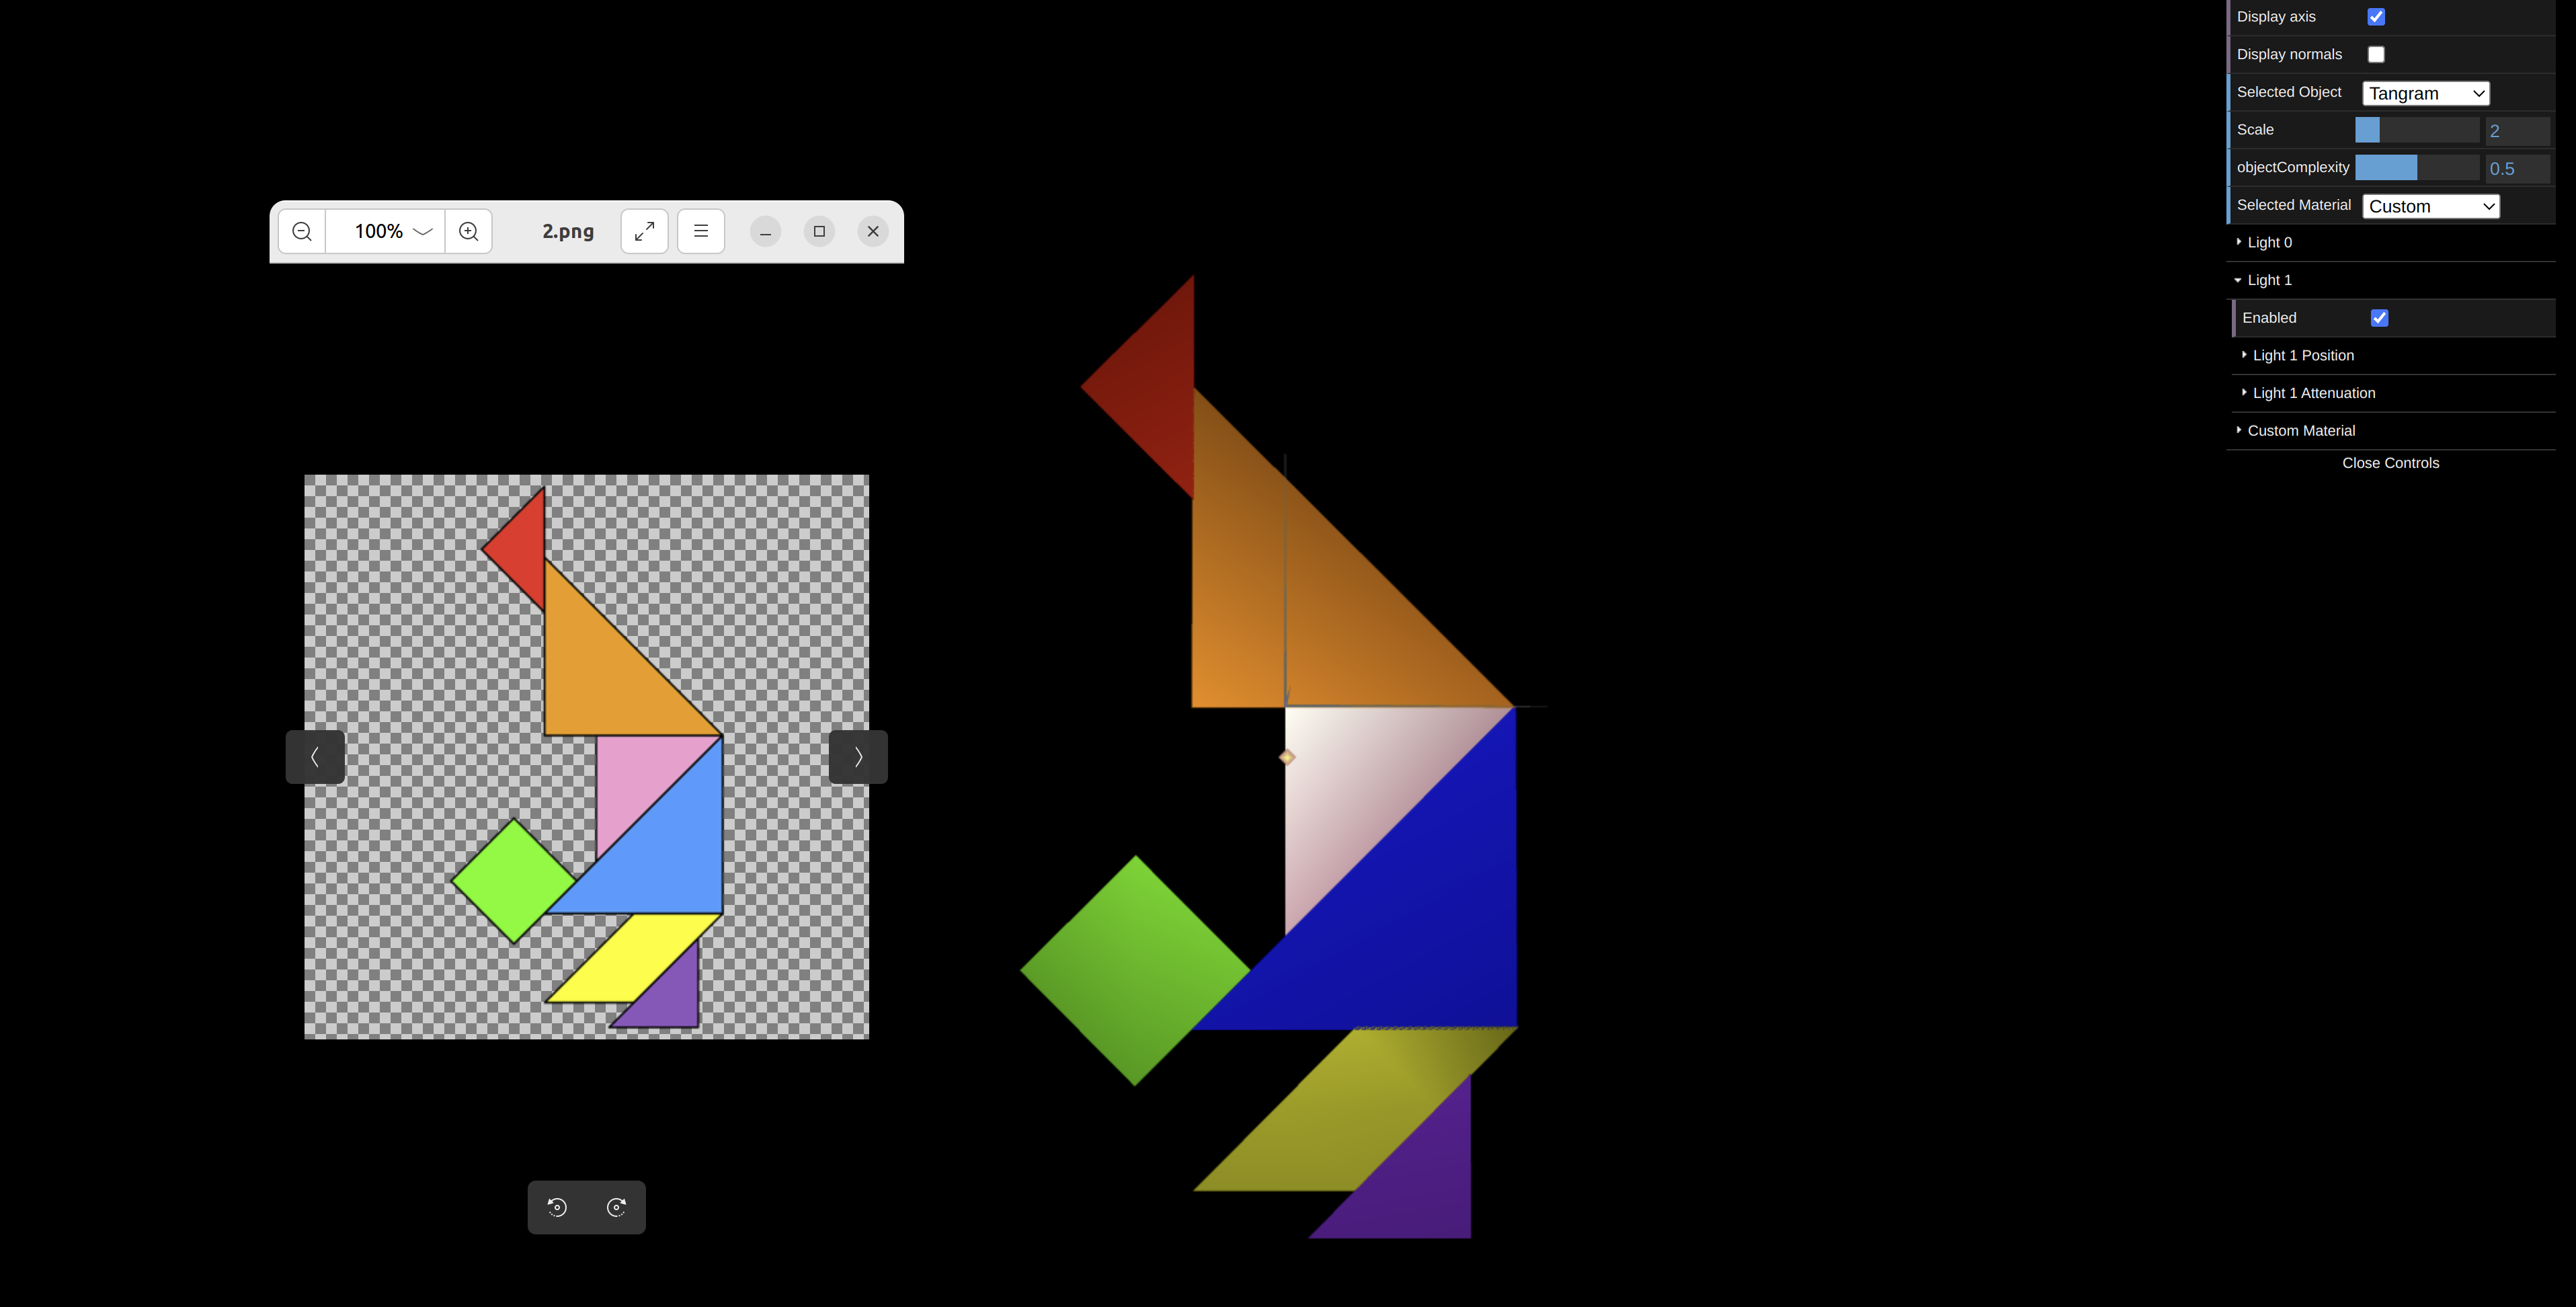 100%
2.png
Display axis
Display normals
Selected Object Tangram
Scale 2
objectComplexity 0.5
Selected Material Custom
Light 0
Light 1
Enabled
Light 1 Position
Light 1 Attenuation
Custom Material
Close Controls